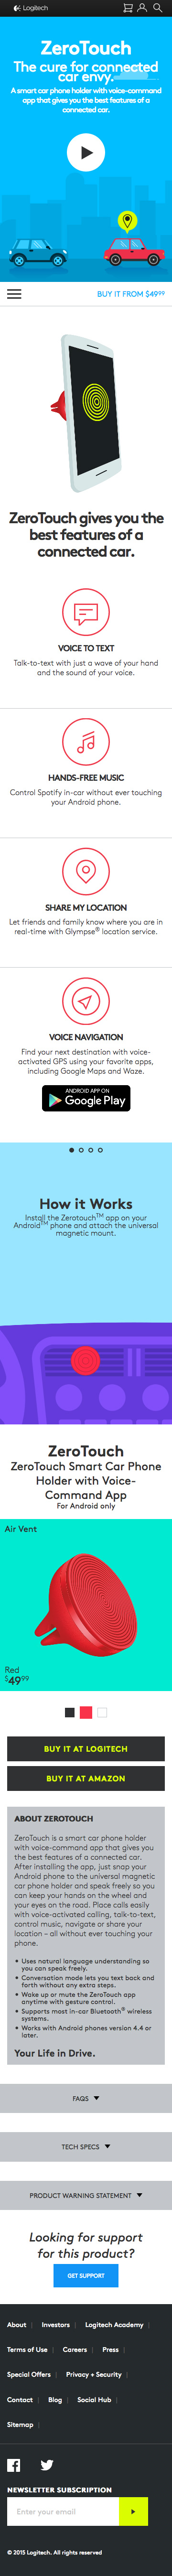 Logitech
ZeroTouch
The cure for connected
car envy.
A smart car phone holder with voice-command
app that gives you the best features of a
connected car.
BUY IT FROM $49.99
ZeroTouch gives you the
best features of a
connected car.
VOICE TO TEXT
Talk-to-text with just a wave of your hand
and the sound of your voice.
HANDS-FREE MUSIC
Control Spotify in-car without ever touching
your Android phone.
SHARE MY LOCATION
Let friends and family know where you are in
real-time with Glympse® location service.
VOICE NAVIGATION
Find your next destination with voice-
activated GPS using your favorite apps,
including Google Maps and Waze.
ANDROID APP ON
Google Play
How it Works
Install the Zerotouch™ app on your
Android™ phone and attach the universal
magnetic mount.
ZeroTouch
ZeroTouch Smart Car Phone
Holder with Voice-
Command App
For Android only
Air Vent
Red
$49.99
BUY IT AT LOGITECH
BUY IT AT AMAZON
ABOUT ZEROTOUCH
ZeroTouch is a smart car phone holder
with voice-command app that gives you
the best features of a connected car.
After installing the app, just snap your
Android phone to the universal magnetic
car phone holder and speak freely so you
can keep your hands on the wheel and
your eyes on the road. Place calls easily
with voice-activated calling, talk-to-text,
control music, navigate or share your
location - all without ever touching your
phone.
• Uses natural language understanding so
you can speak freely.
• Conversation mode lets you text back and
forth without any extra steps.
• Wake up or mute the ZeroTouch app
anytime with gesture control.
• Supports most in-car Bluetooth® wireless
systems.
• Works with Android phones version 4.4 or
later.
Your Life in Drive.
FAQS
TECH SPECS
PRODUCT WARNING STATEMENT
Looking for support
for this product?
GET SUPPORT
About | Investors | Logitech Academy |
Terms of Use | Careers | Press |
Special Offers | Privacy + Security |
Contact | Blog | Social Hub |
Sitemap |
NEWSLETTER SUBSCRIPTION
Enter your email
© 2015 Logitech. All rights reserved